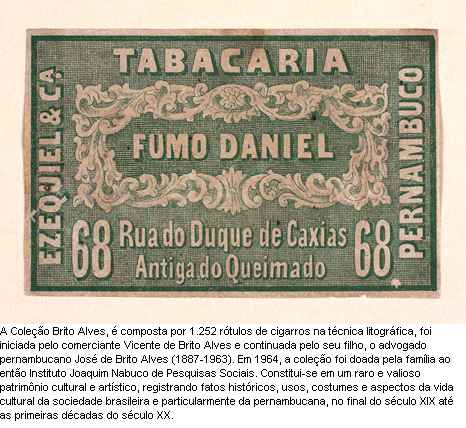 TABACARIA
EZEQUIEL & CA.
FUMO DANIEL
PERNAMBUCO
68 Rua do Duque de Caxias 68
Antiga do Queimado
A Coleção Brito Alves, é composta por 1.252 rótulos de cigarros na técnica litográfica, foi
iniciada pelo comerciante Vicente de Brito Alves e continuada pelo seu filho, o advogado
pernambucano José de Brito Alves (1887-1963). Em 1964, a coleção foi doada pela família ao
então Instituto Joaquim Nabuco de Pesquisas Sociais. Constitui-se em um raro e valioso
patrimônio cultural e artístico, registrando fatos históricos, usos, costumes e aspectos da vida
cultural da sociedade brasileira e particularmente da pernambucana, no final do século XIX até
as primeiras décadas do século XX.